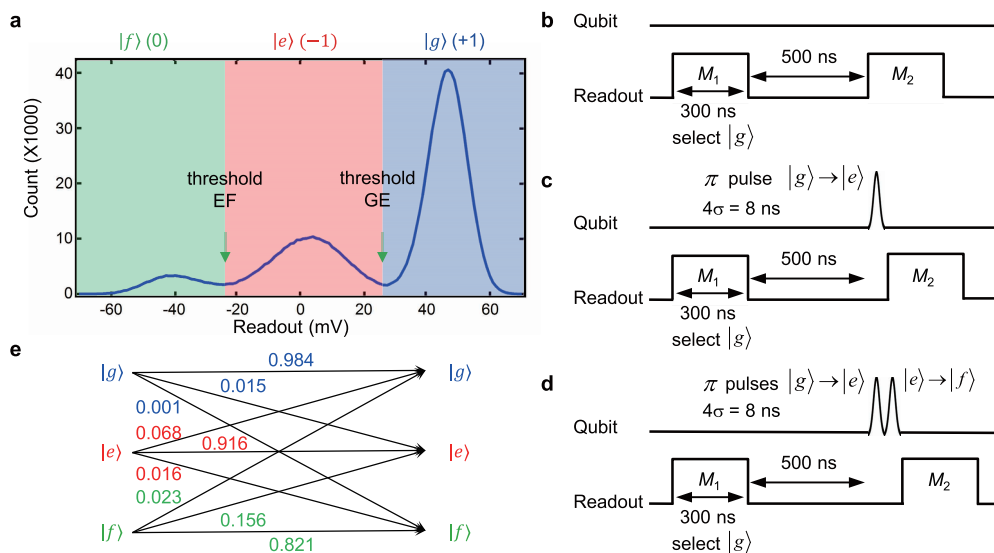 a
|f⟩ (0) |e⟩ (−1) |g⟩ (+1)
Count (X1000)
40
30
20
10
0
threshold EF
threshold GE
-60 -40 -20 0 20 40 60
Readout (mV)
b
Qubit
Readout
M1
500 ns
M2
300 ns
select |g⟩
c
π pulse |g⟩→|e⟩
4σ = 8 ns
Qubit
Readout
M1
500 ns
M2
300 ns
select |g⟩
d
π pulses |g⟩→|e⟩ |e⟩→|f⟩
4σ = 8 ns
Qubit
Readout
M1
500 ns
M2
300 ns
select |g⟩
e
|g⟩ 0.984 |g⟩
0.015
0.001
0.068
|e⟩ 0.916 |e⟩
0.016
0.023
0.156
|f⟩ 0.821 |f⟩